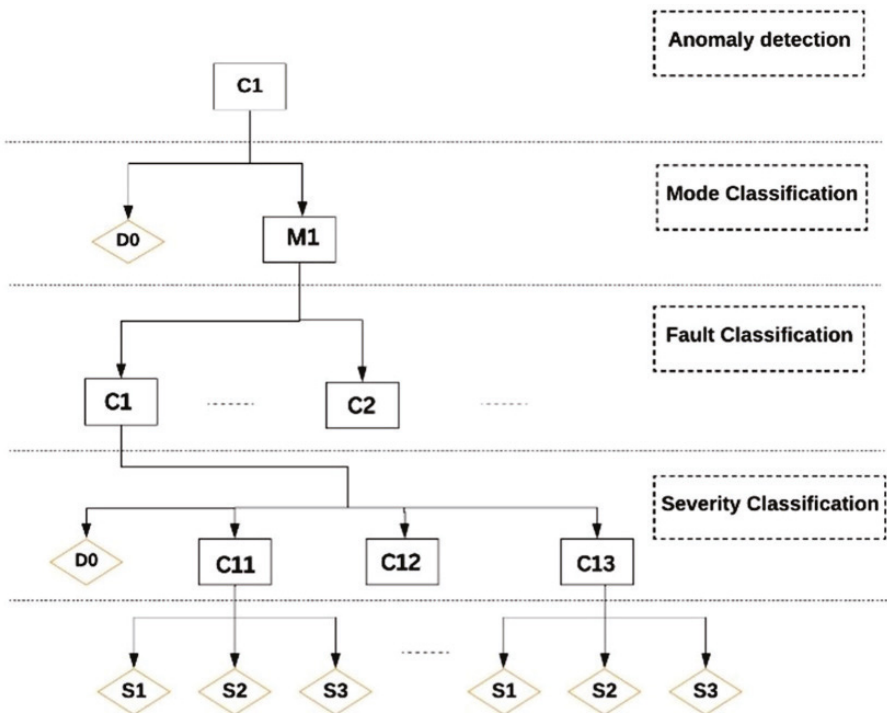 Anomaly detection
C1
Mode Classification
D0
M1
Fault Classification
C1
C2
Severity Classification
D0
C11
C12
C13
S1
S2
S3
S1
S2
S3